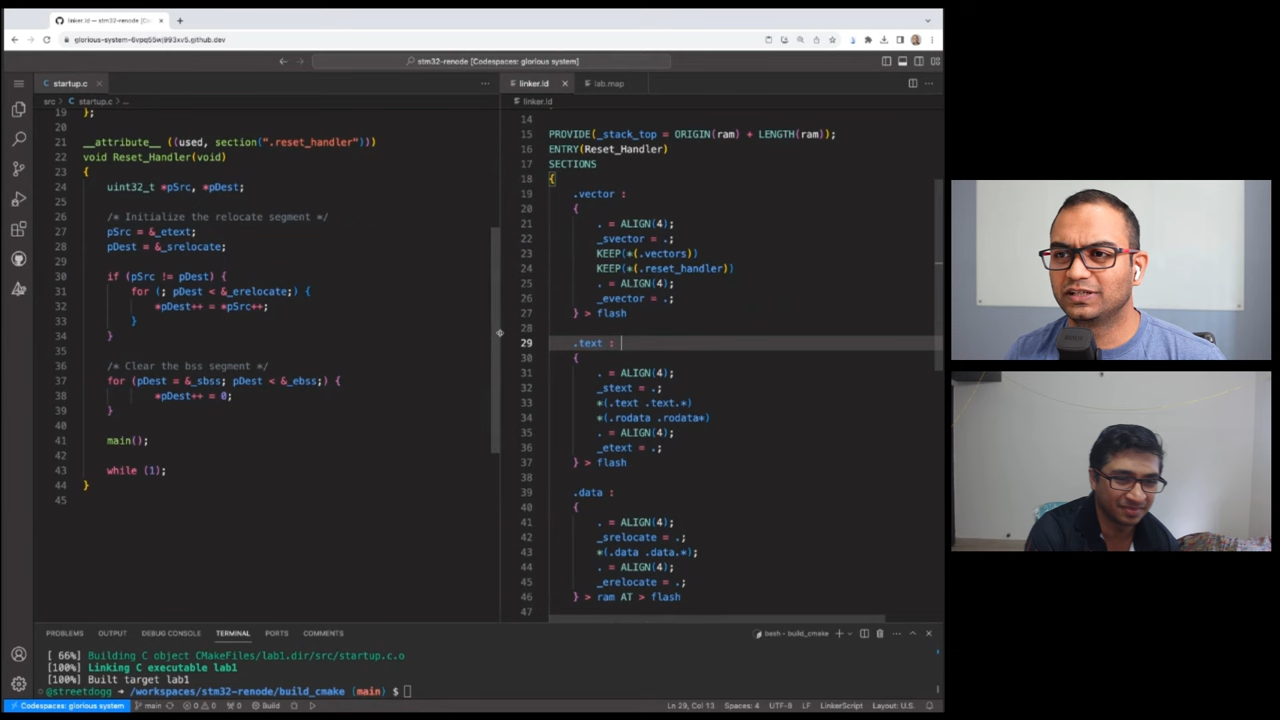 linker.ld — stm32-renode [Co
glorious-system-6vpq55wj993xv5.github.dev
stm32-renode [Codespaces: glorious system]
startup.c
src > C startup.c > ...
19 };
20
21 __attribute__ ((used, section(".reset_handler")))
22 void Reset_Handler(void)
23 {
24 uint32_t *pSrc, *pDest;
25
26 /* Initialize the relocate segment */
27 pSrc = &_etext;
28 pDest = &_srelocate;
29
30 if (pSrc != pDest) {
31 for (; pDest < &_erelocate;) {
32 *pDest++ = *pSrc++;
33 }
34 }
35
36 /* Clear the bss segment */
37 for (pDest = &_sbss; pDest < &_ebss;) {
38 *pDest++ = 0;
39 }
40
41 main();
42
43 while (1);
44 }
45
linker.ld
lab.map
linker.ld
14
15 PROVIDE(_stack_top = ORIGIN(ram) + LENGTH(ram));
16 ENTRY(Reset_Handler)
17 SECTIONS
18 {
19 .vector :
20 {
21 . = ALIGN(4);
22 _svector = .;
23 KEEP(*(.vectors))
24 KEEP(*(.reset_handler))
25 . = ALIGN(4);
26 _evector = .;
27 } > flash
28
29 .text :
30 {
31 . = ALIGN(4);
32 _stext = .;
33 *(.text .text.*)
34 *(.rodata .rodata*)
35 . = ALIGN(4);
36 _etext = .;
37 } > flash
38
39 .data :
40 {
41 . = ALIGN(4);
42 _srelocate = .;
43 *(.data .data.*);
44 . = ALIGN(4);
45 _erelocate = .;
46 } > ram AT > flash
47
PROBLEMS OUTPUT DEBUG CONSOLE TERMINAL PORTS COMMENTS
bash - build_cmake
[ 66%] Building C object CMakeFiles/lab1.dir/src/startup.c.o
[100%] Linking C executable lab1
[100%] Built target lab1
@streetdogg ➜ /workspaces/stm32-renode/build_cmake (main) $
Codespaces: glorious system main 0 0 0 Build
Ln 29, Col 13 Spaces: 4 UTF-8 LF LinkerScript Layout: U.S.